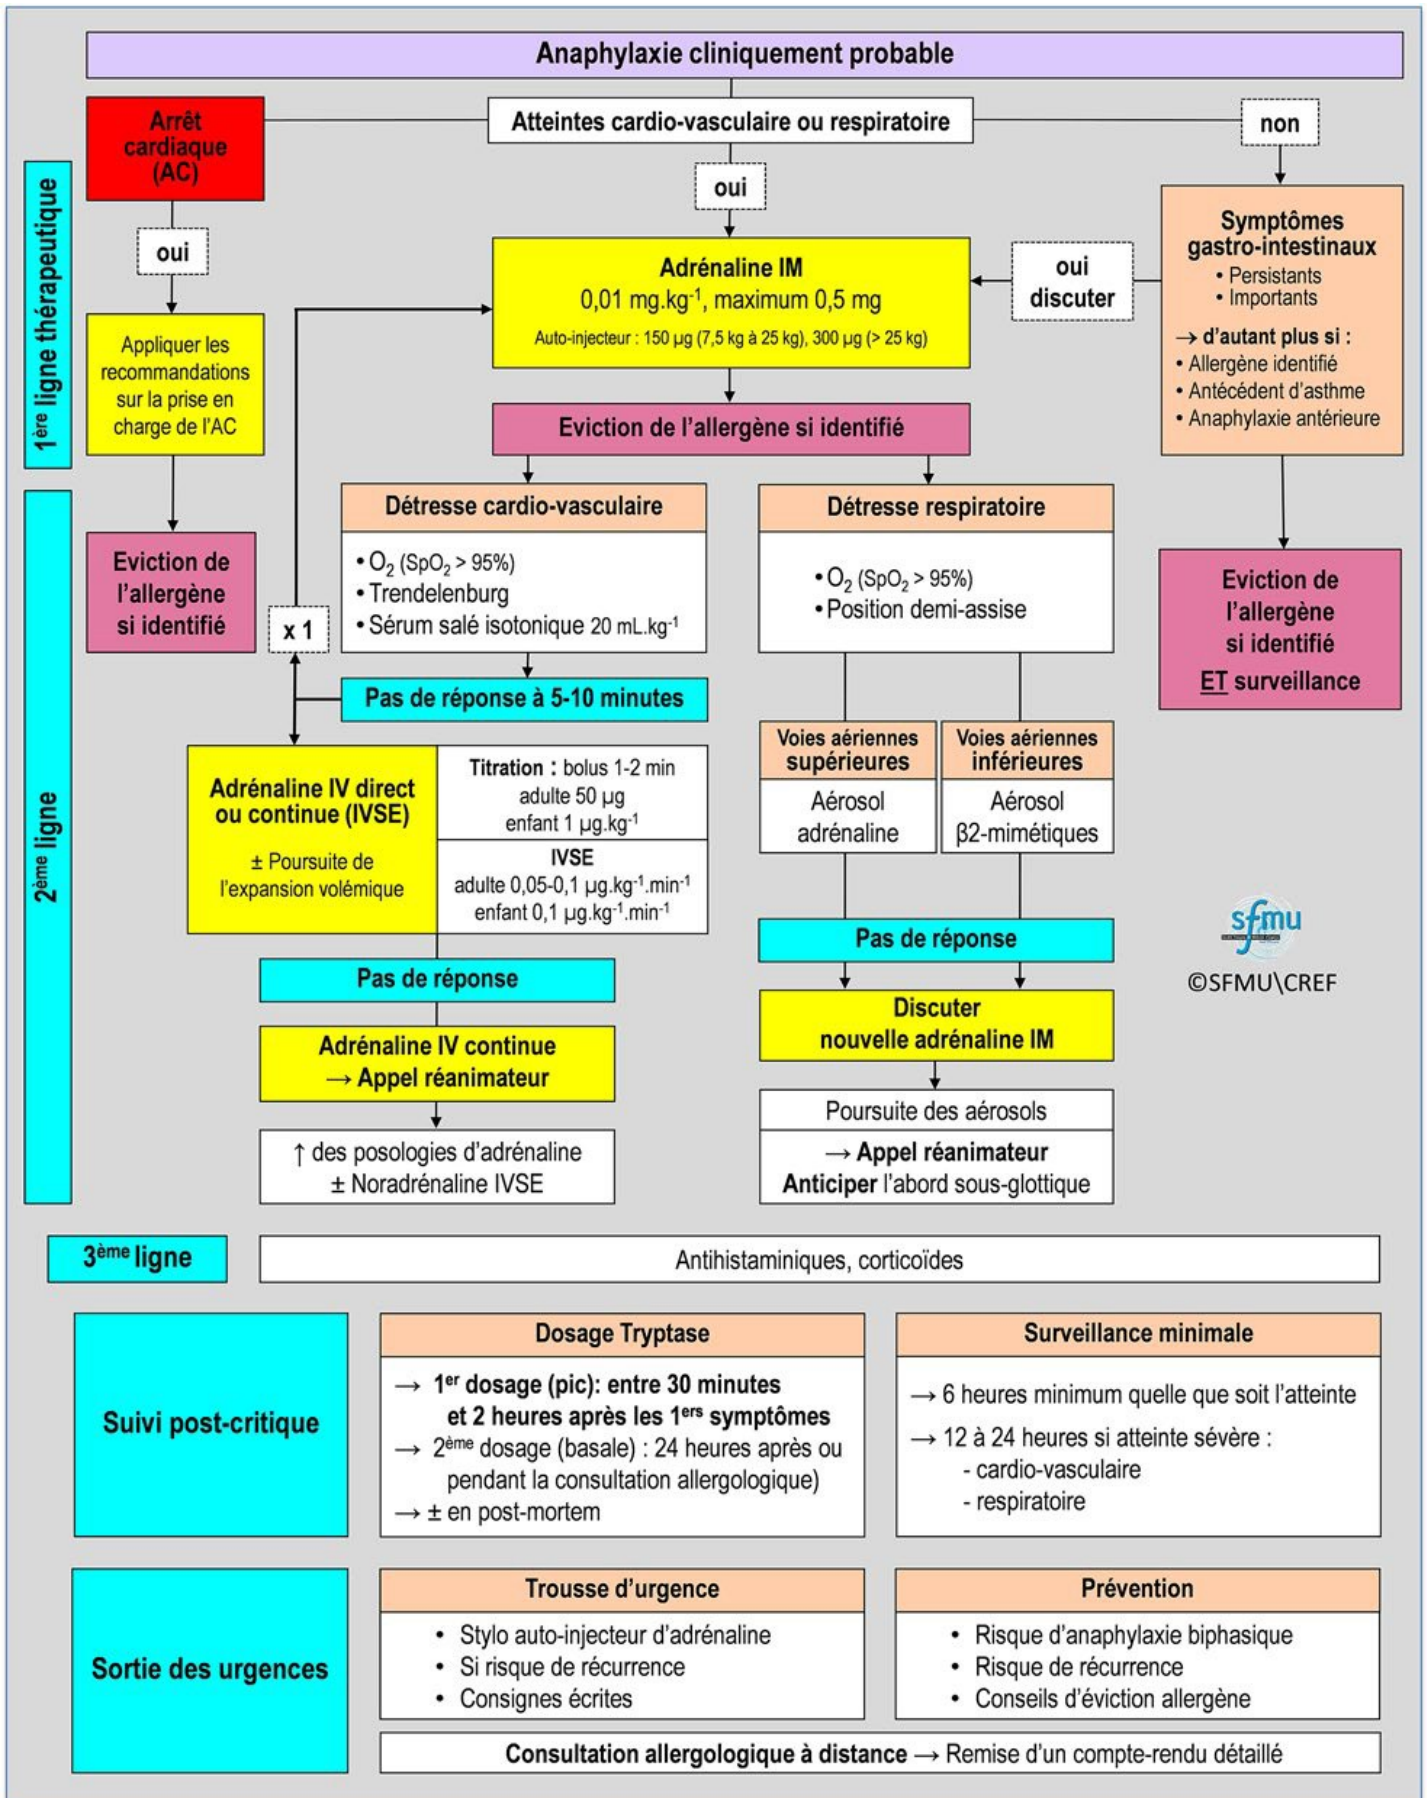 Anaphylaxie cliniquement probable
Arrêt
cardiaque
(AC)
Atteintes cardio-vasculaire ou respiratoire
non
oui
oui
1ère ligne thérapeutique
Appliquer les
recommandations
sur la prise en
charge de l'AC
Adrénaline IM
0,01 mg.kg⁻¹, maximum 0,5 mg
Auto-injecteur : 150 µg (7,5 kg à 25 kg), 300 µg (> 25 kg)
oui
discuter
Symptômes
gastro-intestinaux
• Persistants
• Importants
→ d'autant plus si :
• Allergène identifié
• Antécédent d'asthme
• Anaphylaxie antérieure
Eviction de l'allergène si identifié
2ème ligne
Eviction de
l'allergène
si identifié
x 1
Détresse cardio-vasculaire
• O₂ (SpO₂ > 95%)
• Trendelenburg
• Sérum salé isotonique 20 mL.kg⁻¹
Pas de réponse à 5-10 minutes
Adrénaline IV direct
ou continue (IVSE)
± Poursuite de
l'expansion volémique
Titration : bolus 1-2 min
adulte 50 µg
enfant 1 µg.kg⁻¹
IVSE
adulte 0,05-0,1 µg.kg⁻¹.min⁻¹
enfant 0,1 µg.kg⁻¹.min⁻¹
Pas de réponse
Adrénaline IV continue
→ Appel réanimateur
↑ des posologies d'adrénaline
± Noradrénaline IVSE
Détresse respiratoire
• O₂ (SpO₂ > 95%)
• Position demi-assise
Voies aériennes
supérieures
Aérosol
adrénaline
Voies aériennes
inférieures
Aérosol
β2-mimétiques
Pas de réponse
Discuter
nouvelle adrénaline IM
Poursuite des aérosols
→ Appel réanimateur
Anticiper l'abord sous-glottique
Eviction de
l'allergène
si identifié
ET surveillance
sfmu
©SFMU\CREF
3ème ligne
Antihistaminiques, corticoïdes
Suivi post-critique
Dosage Tryptase
→ 1er dosage (pic): entre 30 minutes
et 2 heures après les 1ers symptômes
→ 2ème dosage (basale) : 24 heures après ou
pendant la consultation allergologique)
→ ± en post-mortem
Surveillance minimale
→ 6 heures minimum quelle que soit l'atteinte
→ 12 à 24 heures si atteinte sévère :
- cardio-vasculaire
- respiratoire
Sortie des urgences
Trousse d'urgence
• Stylo auto-injecteur d'adrénaline
• Si risque de récurrence
• Consignes écrites
Prévention
• Risque d'anaphylaxie biphasique
• Risque de récurrence
• Conseils d'éviction allergène
Consultation allergologique à distance → Remise d'un compte-rendu détaillé